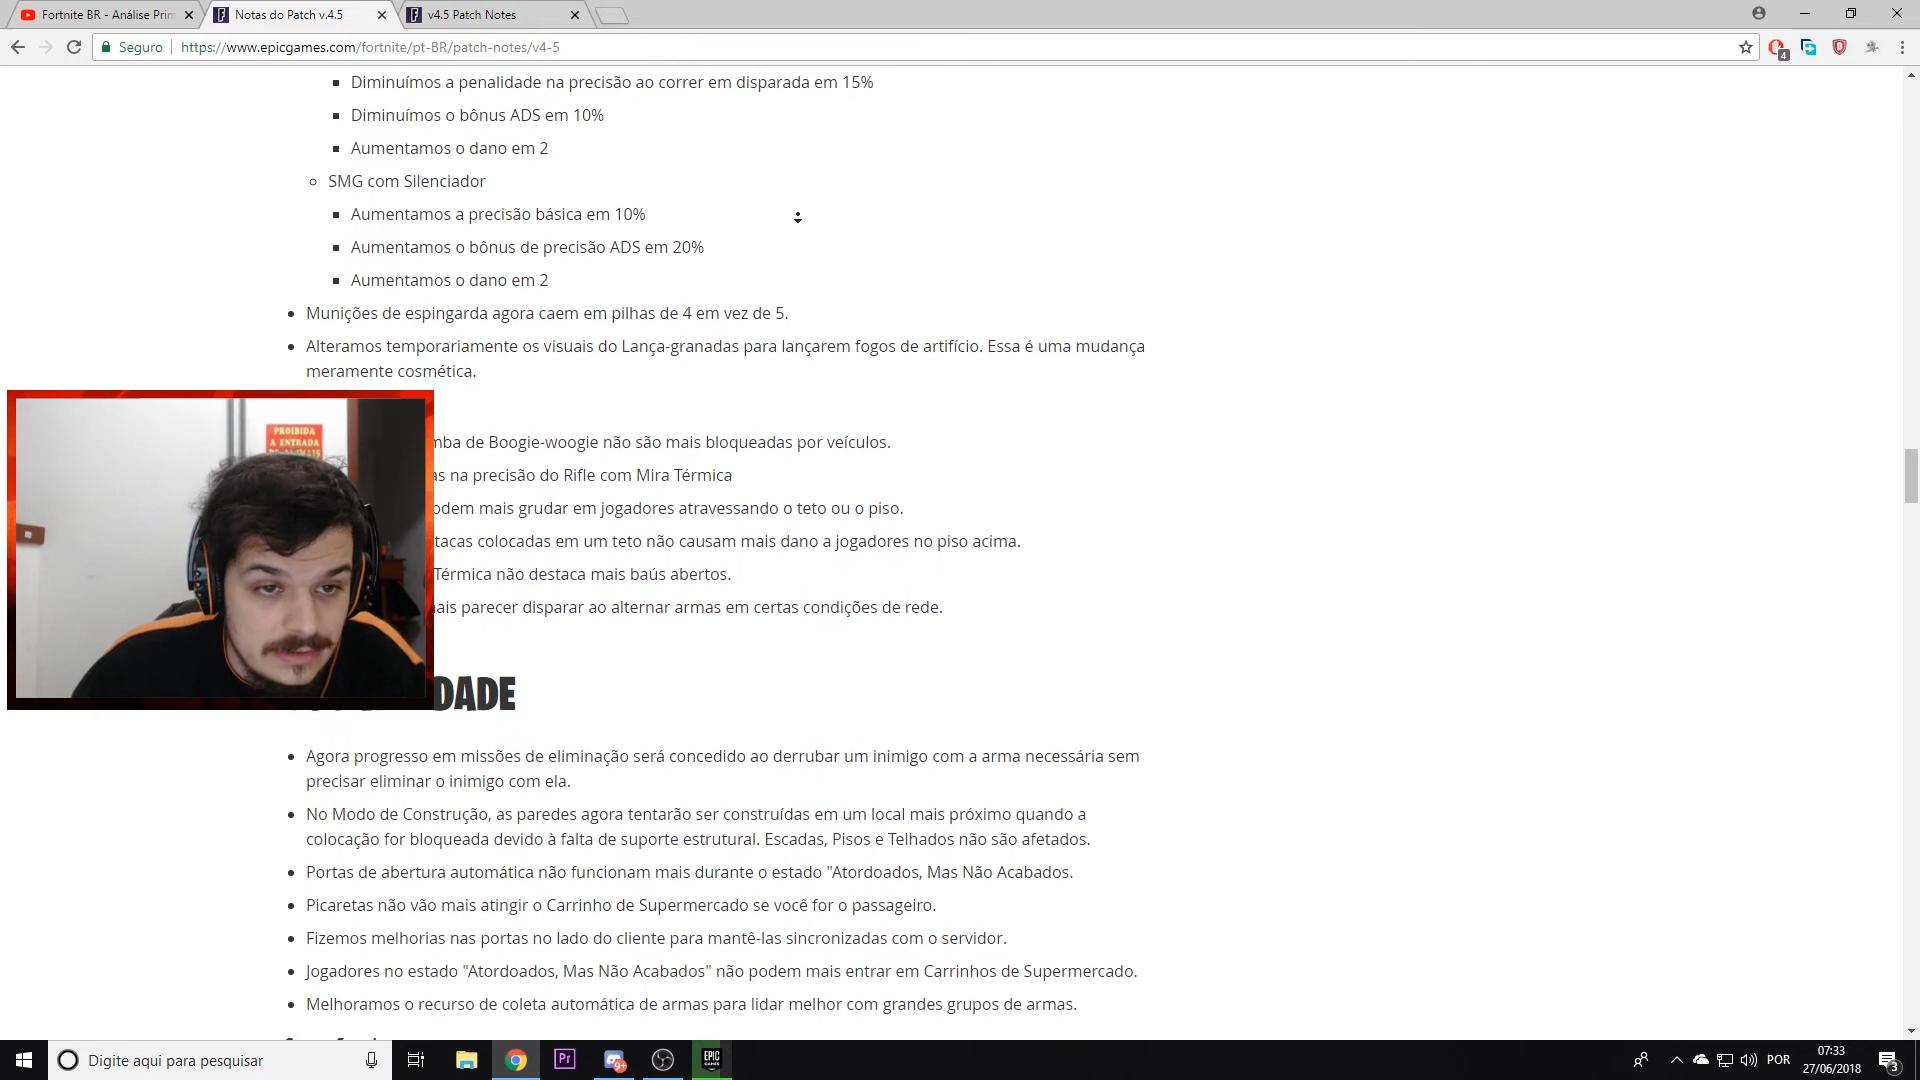 Fortnite BR - Análise Prim
Notas do Patch v.4.5
v4.5 Patch Notes
Seguro
https://www.epicgames.com/fortnite/pt-BR/patch-notes/v4-5
4
Diminuímos a penalidade na precisão ao correr em disparada em 15%
Diminuímos o bônus ADS em 10%
Aumentamos o dano em 2
SMG com Silenciador
Aumentamos a precisão básica em 10%
Aumentamos o bônus de precisão ADS em 20%
Aumentamos o dano em 2
Munições de espingarda agora caem em pilhas de 4 em vez de 5.
Alteramos temporariamente os visuais do Lança-granadas para lançarem fogos de artifício. Essa é uma mudança
meramente cosmética.
PROIBIDA
A ENTRADA
mba de Boogie-woogie não são mais bloqueadas por veículos.
as na precisão do Rifle com Mira Térmica
odem mais grudar em jogadores atravessando o teto ou o piso.
tacas colocadas em um teto não causam mais dano a jogadores no piso acima.
Térmica não destaca mais baús abertos.
ais parecer disparar ao alternar armas em certas condições de rede.
DADE
Agora progresso em missões de eliminação será concedido ao derrubar um inimigo com a arma necessária sem
precisar eliminar o inimigo com ela.
No Modo de Construção, as paredes agora tentarão ser construídas em um local mais próximo quando a
colocação for bloqueada devido à falta de suporte estrutural. Escadas, Pisos e Telhados não são afetados.
Portas de abertura automática não funcionam mais durante o estado "Atordoados, Mas Não Acabados.
Picaretas não vão mais atingir o Carrinho de Supermercado se você for o passageiro.
Fizemos melhorias nas portas no lado do cliente para mantê-las sincronizadas com o servidor.
Jogadores no estado "Atordoados, Mas Não Acabados" não podem mais entrar em Carrinhos de Supermercado.
Melhoramos o recurso de coleta automática de armas para lidar melhor com grandes grupos de armas.
Digite aqui para pesquisar
Pr
9+
EPIC
GAMES
POR
07:33
27/06/2018
3